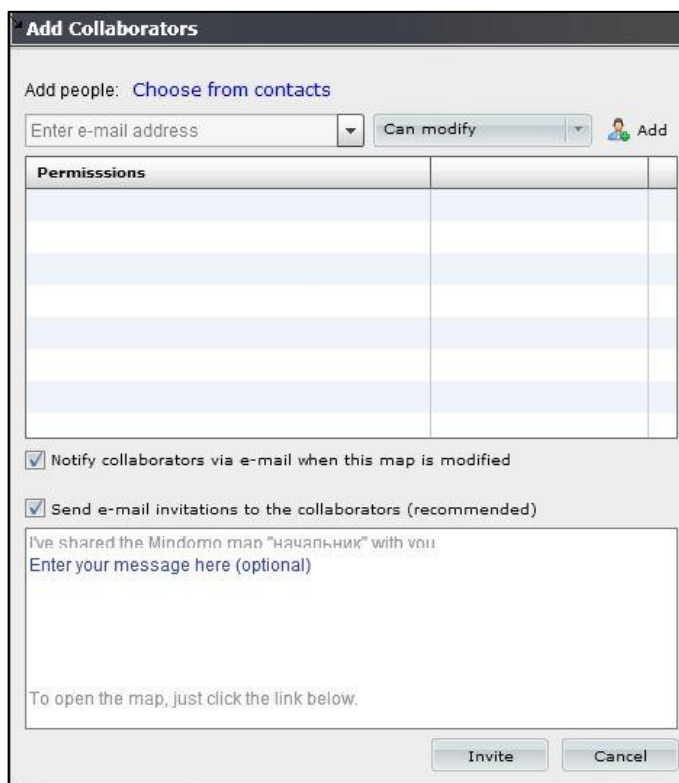 Add Collaborators
Add people: Choose from contacts
Enter e-mail address Can modify Add
Permisssions
Notify collaborators via e-mail when this map is modified
Send e-mail invitations to the collaborators (recommended)
I've shared the Mindomo map "начальник" with you
Enter your message here (optional)
To open the map, just click the link below.
Invite Cancel